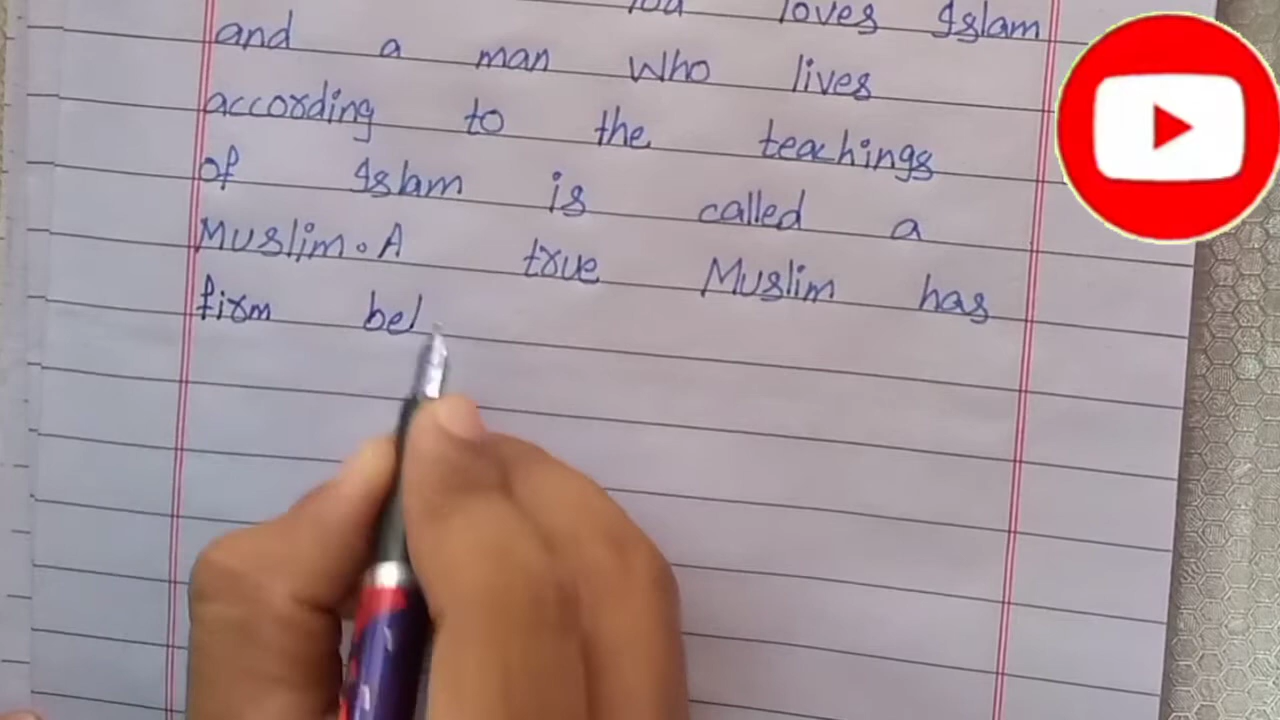 loves Islam
and a man who lives
according to the teachings
of Islam is called a
Muslim. A true Muslim has
firm bel